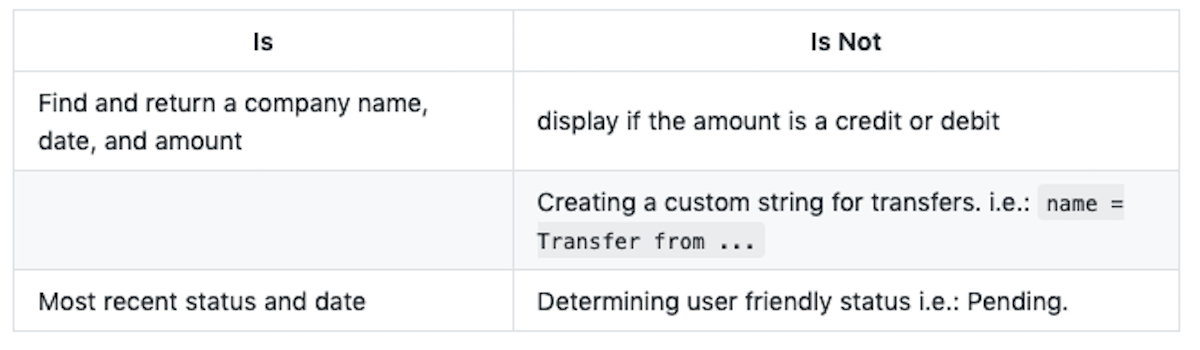 Is
Is Not
Find and return a company name,
date, and amount
display if the amount is a credit or debit
Creating a custom string for transfers. i.e.: name =
Transfer from ...
Most recent status and date
Determining user friendly status i.e.: Pending.